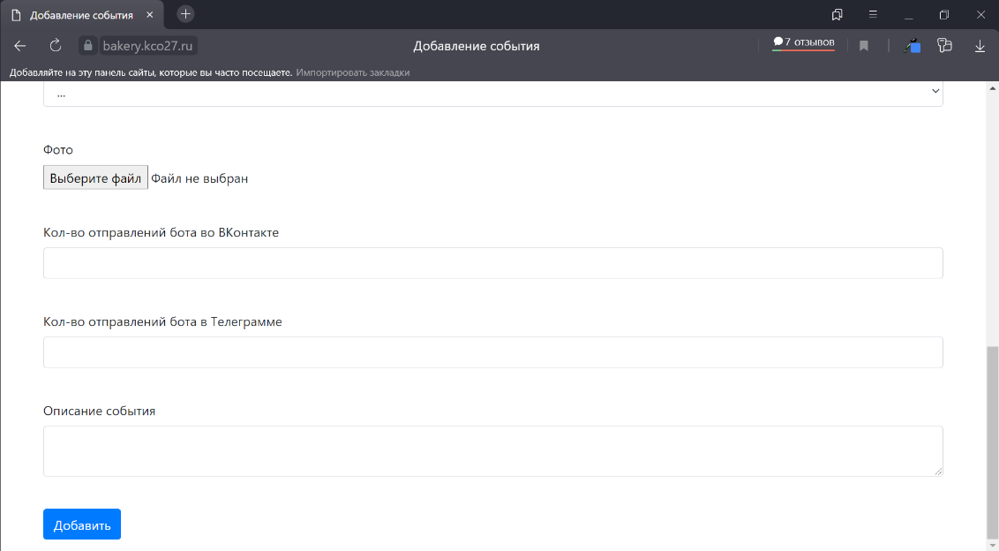 Добавление события
bakery.kco27.ru
Добавление события
7 отзывов
Добавляйте на эту панель сайты, которые вы часто посещаете. Импортировать закладки
...
Фото
Выберите файл Файл не выбран
Кол-во отправлений бота во ВКонтакте
Кол-во отправлений бота в Телеграмме
Описание события
Добавить